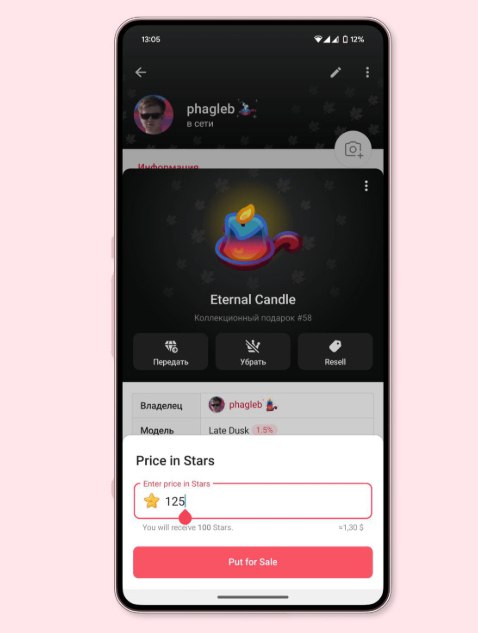 13:05
12%
phagleb
в сети
Информация
Eternal Candle
Коллекционный подарок #58
Передать
Убрать
Resell
Владелец phagleb
Модель Late Dusk 1.5%
Price in Stars
Enter price in Stars
125
You will receive 100 Stars. ≈1,30 $
Put for Sale